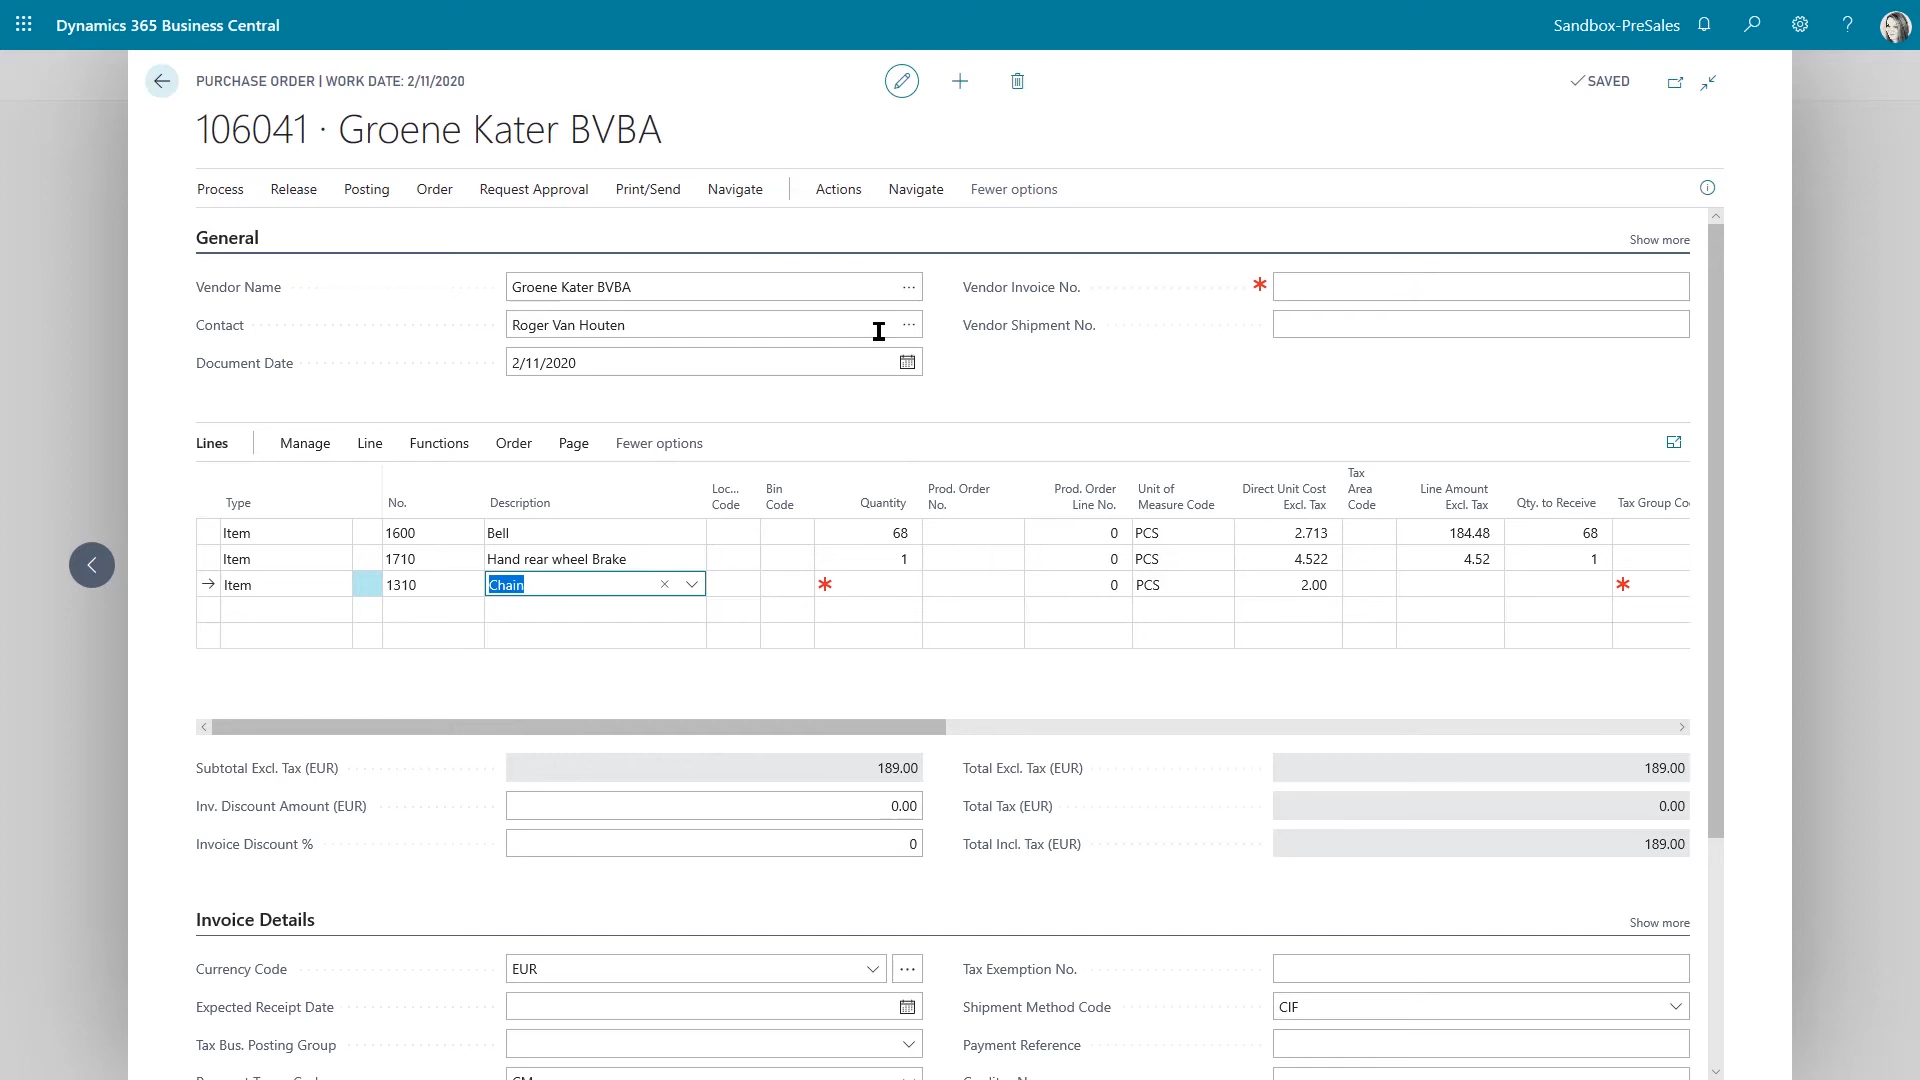 Dynamics 365 Business Central
Sandbox-PreSales
PURCHASE ORDER | WORK DATE: 2/11/2020
SAVED
106041 · Groene Kater BVBA
Process Release Posting Order Request Approval Print/Send Navigate Actions Navigate Fewer options
General
Show more
Vendor Name Groene Kater BVBA ···
Vendor Invoice No. *
Contact Roger Van Houten ···
Vendor Shipment No.
Document Date 2/11/2020
Lines Manage Line Functions Order Page Fewer options
Type No. Description Loc... Code Bin Code Quantity Prod. Order No. Prod. Order Line No. Unit of Measure Code Direct Unit Cost Excl. Tax Tax Area Code Line Amount Excl. Tax Qty. to Receive Tax Group Co
Item 1600 Bell 68 0 PCS 2.713 184.48 68
Item 1710 Hand rear wheel Brake 1 0 PCS 4.522 4.52 1
Item 1310 Chain * 0 PCS 2.00 *
Subtotal Excl. Tax (EUR) 189.00
Total Excl. Tax (EUR) 189.00
Inv. Discount Amount (EUR) 0.00
Total Tax (EUR) 0.00
Invoice Discount % 0
Total Incl. Tax (EUR) 189.00
Invoice Details
Show more
Currency Code EUR ···
Tax Exemption No.
Expected Receipt Date
Shipment Method Code CIF
Tax Bus. Posting Group
Payment Reference